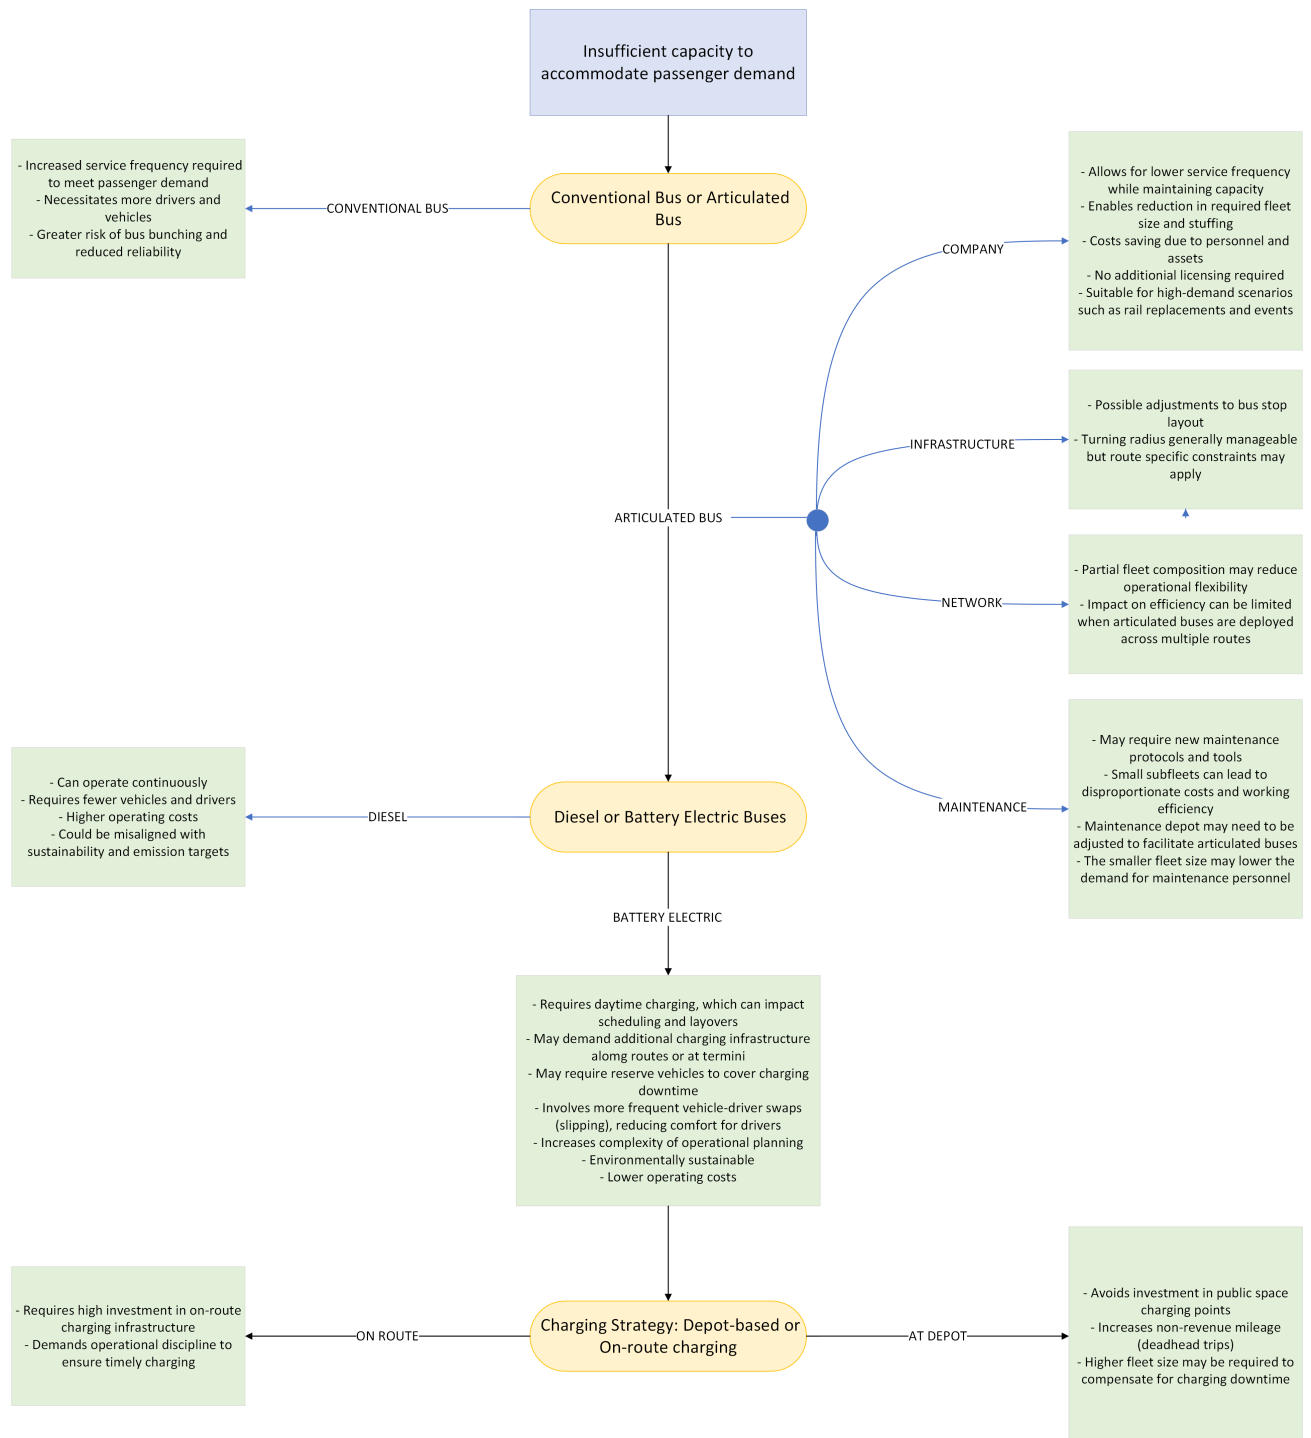 Insufficient capacity to
accommodate passenger demand
- Increased service frequency required
to meet passenger demand
- Necessitates more drivers and
vehicles
- Greater risk of bus bunching and
reduced reliability
CONVENTIONAL BUS
Conventional Bus or Articulated
Bus
COMPANY
- Allows for lower service frequency
while maintaining capacity
- Enables reduction in required fleet
size and stuffing
- Costs saving due to personnel and
assets
- No additionial licensing required
- Suitable for high-demand scenarios
such as rail replacements and events
INFRASTRUCTURE
- Possible adjustments to bus stop
layout
- Turning radius generally manageable
but route specific constraints may
apply
ARTICULATED BUS
NETWORK
- Partial fleet composition may reduce
operational flexibility
- Impact on efficiency can be limited
when articulated buses are deployed
across multiple routes
MAINTENANCE
- May require new maintenance
protocols and tools
- Small subfleets can lead to
disproportionate costs and working
efficiency
- Maintenance depot may need to be
adjusted to facilitate articulated buses
- The smaller fleet size may lower the
demand for maintenance personnel
- Can operate continuously
- Requires fewer vehicles and drivers
- Higher operating costs
- Could be misaligned with
sustainability and emission targets
DIESEL
Diesel or Battery Electric Buses
BATTERY ELECTRIC
- Requires daytime charging, which can impact
scheduling and layovers
- May demand additional charging infrastructure
alomg routes or at termini
- May require reserve vehicles to cover charging
downtime
- Involves more frequent vehicle-driver swaps
(slipping), reducing comfort for drivers
- Increases complexity of operational planning
- Environmentally sustainable
- Lower operating costs
- Requires high investment in on-route
charging infrastructure
- Demands operational discipline to
ensure timely charging
ON ROUTE
Charging Strategy: Depot-based or
On-route charging
AT DEPOT
- Avoids investment in public space
charging points
- Increases non-revenue mileage
(deadhead trips)
- Higher fleet size may be required to
compensate for charging downtime